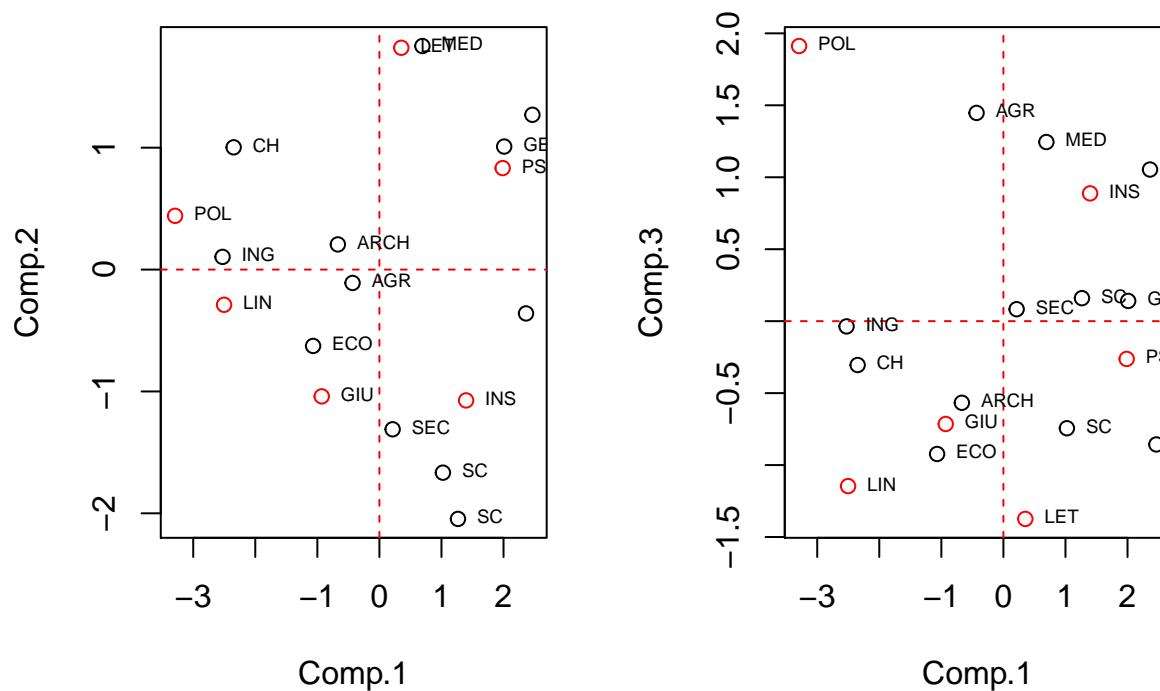 LET MED
CH
GE
PS
POL
ARCH
ING
AGR
LIN
ECO
GIU
INS
SEC
SC
SC
1
0
−1
−2
−3 −1 0 1 2
Comp.2
Comp.1
POL
AGR
MED
INS
SC G
SEC
ING
PS
CH
ARCH
GIU
SC
ECO
LIN
LET
2.0
1.5
1.0
0.5
−0.5
−1.5
−3 −1 0 1 2
Comp.3
Comp.1